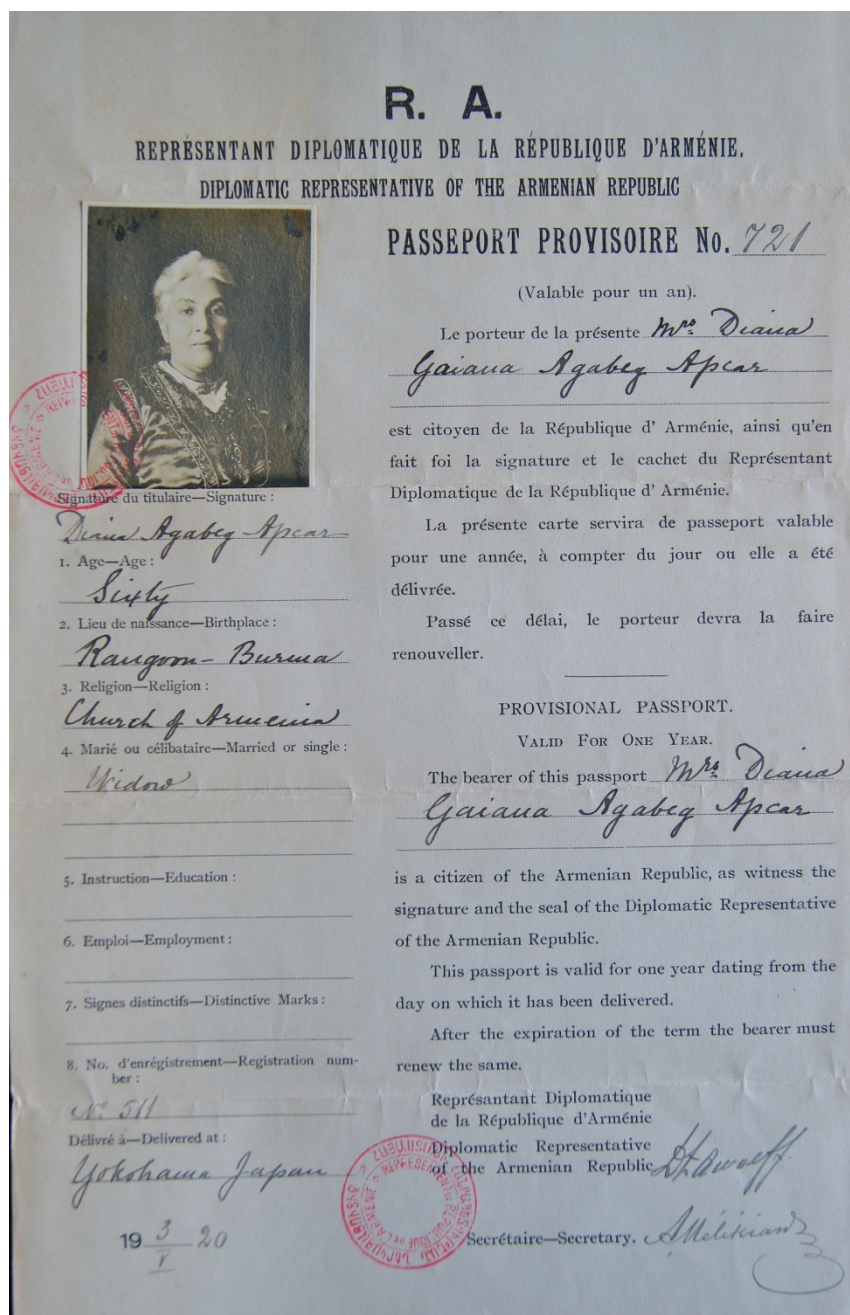 R. A.
REPRÉSENTANT DIPLOMATIQUE DE LA RÉPUBLIQUE D'ARMÉNIE.
DIPLOMATIC REPRESENTATIVE OF THE ARMENIAN REPUBLIC
PASSEPORT PROVISOIRE No. 721
(Valable pour un an).
Le porteur de la présente Mrs Diana
Gaiana Agabeg Apcar
est citoyen de la République d' Arménie, ainsi qu'en
fait foi la signature et le cachet du Représentant
Diplomatique de la République d' Arménie.
La présente carte servira de passeport valable
pour une année, à compter du jour ou elle a été
délivrée.
Passé ce délai, le porteur devra la faire
renouveller.
PROVISIONAL PASSPORT.
VALID FOR ONE YEAR.
The bearer of this passport Mrs Diana
Gaiana Agabeg Apcar
is a citizen of the Armenian Republic, as witness the
signature and the seal of the Diplomatic Representative
of the Armenian Republic.
This passport is valid for one year dating from the
day on which it has been delivered.
After the expiration of the term the bearer must
renew the same.
Représantant Diplomatique
de la République d'Arménie
Diplomatic Representative
of the Armenian Republic
Secrétaire—Secretary. A Mélikian
Signature du titulaire—Signature :
Diana Agabeg Apcar
1. Age—Age :
Sixty
2. Lieu de naissance—Birthplace :
Rangoon - Burma
3. Religion—Religion :
Church of Armenia
4. Marié ou célibataire—Married or single :
Widow
5. Instruction—Education :
6. Emploi—Employment :
7. Signes distinctifs—Distinctive Marks :
8. No. d'enrégistrement—Registration num-
ber :
No 511
Délivré à—Delivered at :
Yokohama Japan
19 3/V 20